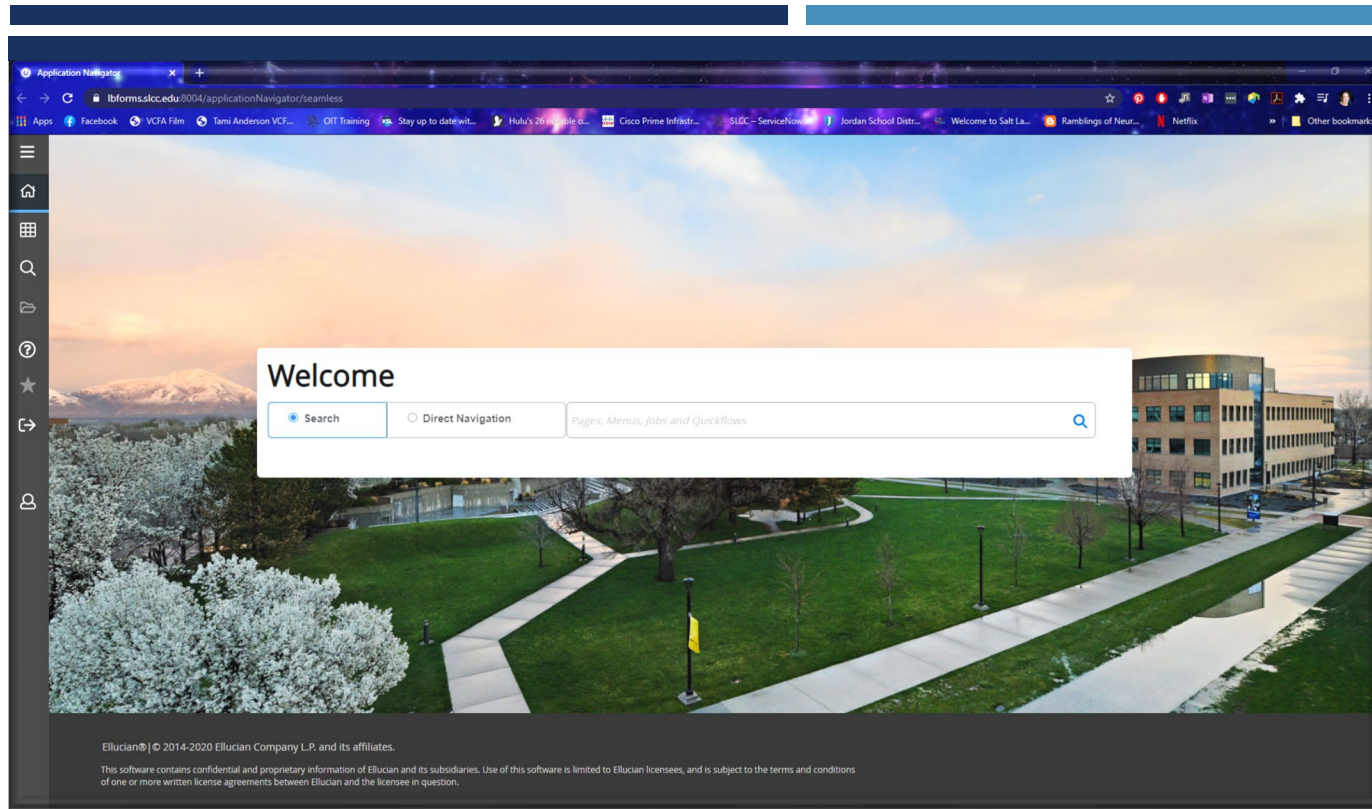 Application Navigator
lbforms.slcc.edu:8004/applicationNavigator/seamless
Apps Facebook VCFA Film Tami Anderson VCF... OIT Training Stay up to date wit... Hulu's 26 notable o... Cisco Prime Infrastr... SLCC – ServiceNow Jordan School Distr... Welcome to Salt La... Ramblings of Neur... Netflix » Other bookmarks
Welcome
Search Direct Navigation Pages, Menus, Jobs and Quickflows
Ellucian®|© 2014-2020 Ellucian Company L.P. and its affiliates.
This software contains confidential and proprietary information of Ellucian and its subsidiaries. Use of this software is limited to Ellucian licensees, and is subject to the terms and conditions
of one or more written license agreements between Ellucian and the licensee in question.